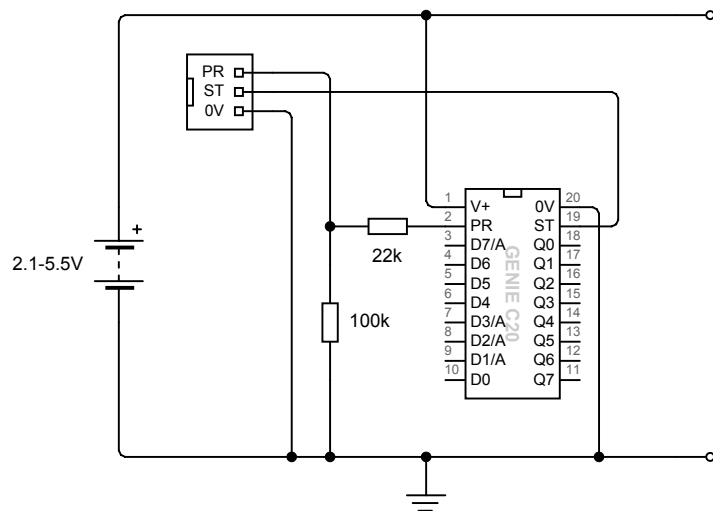 PR
ST
0V
+
2.1-5.5V
22k
100k
GENIE C20
1 V+ 0V 20
2 PR ST 19
3 D7/A Q0 18
4 D6 Q1 17
5 D5 Q2 16
6 D4 Q3 15
7 D3/A Q4 14
8 D2/A Q5 13
9 D1/A Q6 12
10 D0 Q7 11